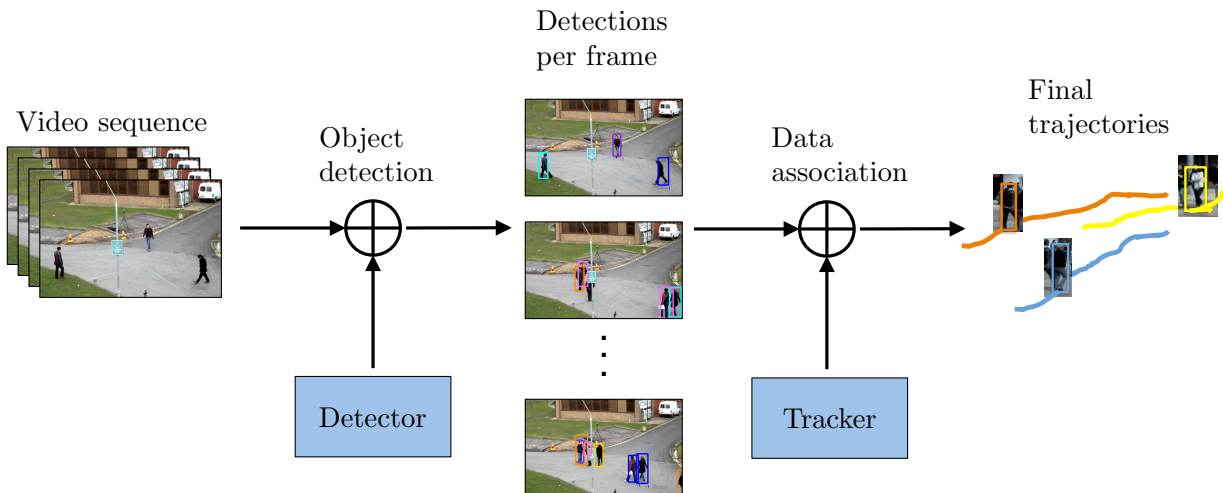 Video sequence
Object
detection
Detections
per frame
Data
association
Final
trajectories
Detector
Tracker